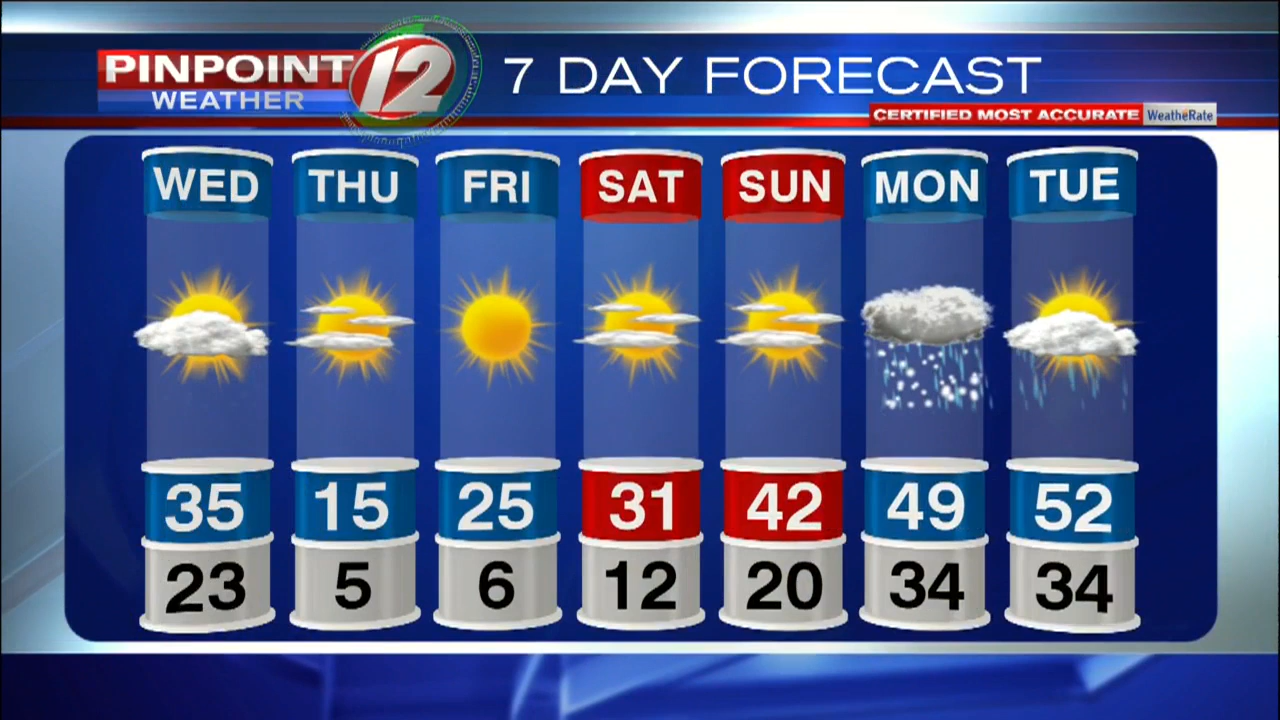 PINPOINT 12
WEATHER
7 DAY FORECAST
CERTIFIED MOST ACCURATE WeatheRate
WED THU FRI SAT SUN MON TUE
35 15 25 31 42 49 52
23 5 6 12 20 34 34